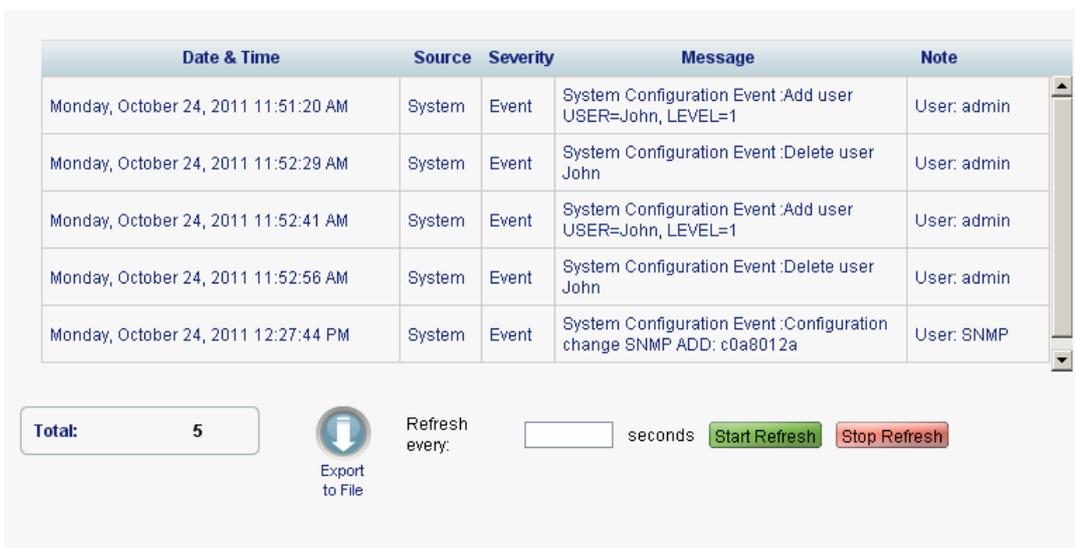 Date & Time Source Severity Message Note
Monday, October 24, 2011 11:51:20 AM System Event System Configuration Event :Add user User: admin
USER=John, LEVEL=1
Monday, October 24, 2011 11:52:29 AM System Event System Configuration Event :Delete user User: admin
John
Monday, October 24, 2011 11:52:41 AM System Event System Configuration Event :Add user User: admin
USER=John, LEVEL=1
Monday, October 24, 2011 11:52:56 AM System Event System Configuration Event :Delete user User: admin
John
Monday, October 24, 2011 12:27:44 PM System Event System Configuration Event :Configuration User: SNMP
change SNMP ADD: c0a8012a
Total: 5
Export
to File
Refresh
every:
seconds Start Refresh Stop Refresh